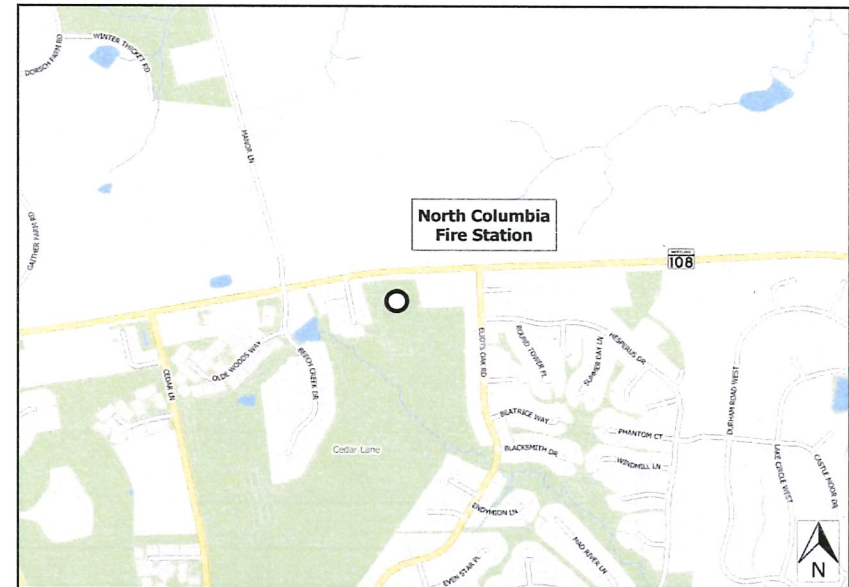 DORSCH FARM RD
WINTER THICKET RD
MANOR LN
GAITHER FARM RD
North Columbia
Fire Station
MARYLAND
108
OLDE WOODS WAY
BEECH CREEK DR
CEDAR LN
ELIOTS OAK RD
ROUND TOWER PL
SUMMER DAY LN
HESPERUS DR
DURHAM ROAD WEST
BEATRICE WAY
PHANTOM CT
BLACKSMITH DR
WINDMILL LN
Cedar Lane
LAKE CIRCLE WEST
CASTLE MOOR DR
ENDYMION LN
MAD RIVER LN
EVEN STAR PL
N